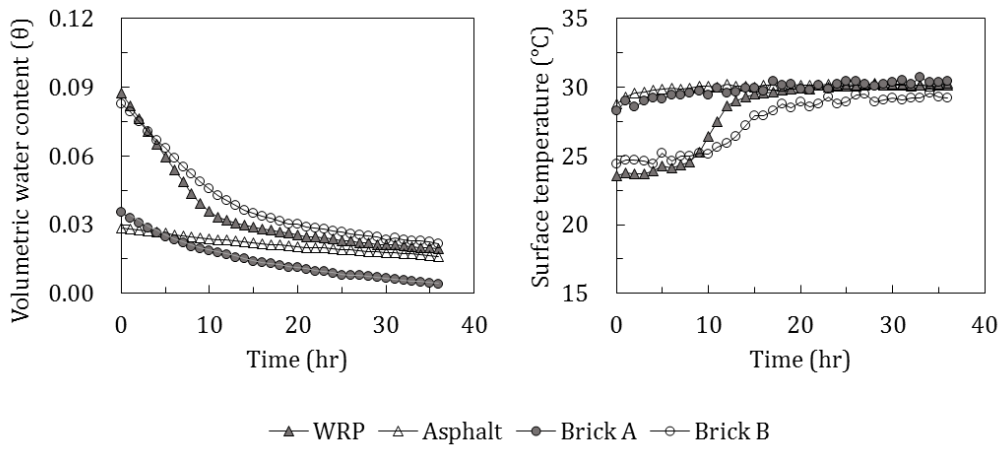 Volumetric water content (θ)
0.12
0.09
0.06
0.03
0.00
0 10 20 30 40
Time (hr)
Surface temperature (°C)
35
30
25
20
15
0 10 20 30 40
Time (hr)
WRP Asphalt Brick A Brick B